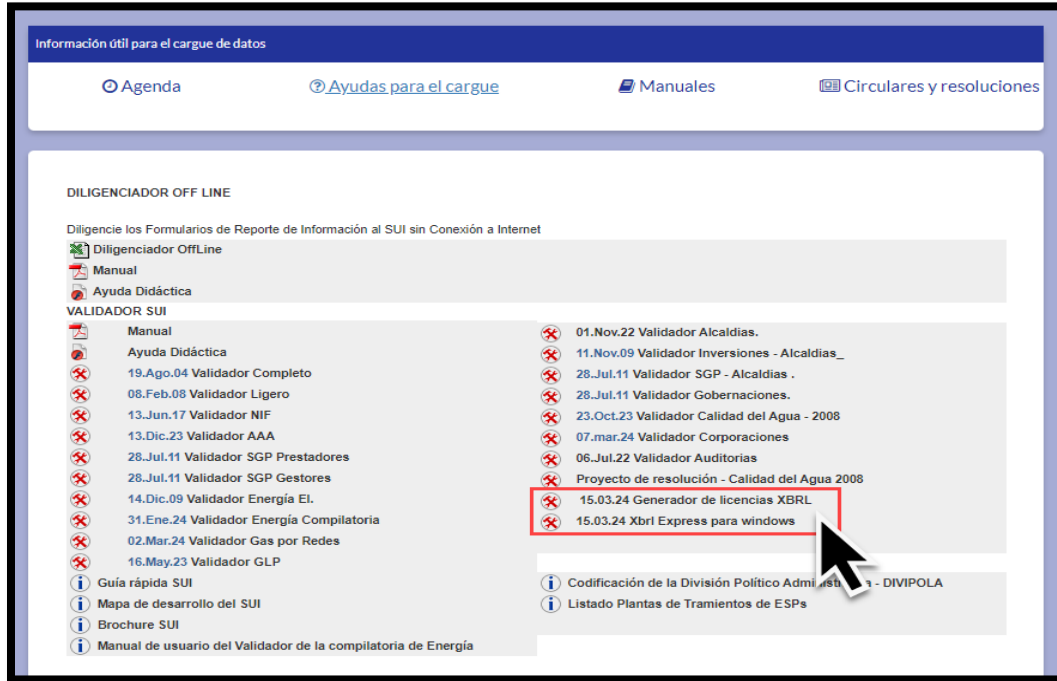 Información útil para el cargue de datos
Agenda
Ayudas para el cargue
Manuales
Circulares y resoluciones
DILIGENCIADOR OFF LINE
Diligencie los Formularios de Reporte de Información al SUI sin Conexión a Internet
Diligenciador OffLine
Manual
Ayuda Didáctica
VALIDADOR SUI
Manual
Ayuda Didáctica
19.Ago.04 Validador Completo
08.Feb.08 Validador Ligero
13.Jun.17 Validador NIF
13.Dic.23 Validador AAA
28.Jul.11 Validador SGP Prestadores
28.Jul.11 Validador SGP Gestores
14.Dic.09 Validador Energía El.
31.Ene.24 Validador Energía Compilatoria
02.Mar.24 Validador Gas por Redes
16.May.23 Validador GLP
01.Nov.22 Validador Alcaldias.
11.Nov.09 Validador Inversiones - Alcaldias_
28.Jul.11 Validador SGP - Alcaldias .
28.Jul.11 Validador Gobernaciones.
23.Oct.23 Validador Calidad del Agua - 2008
07.mar.24 Validador Corporaciones
06.Jul.22 Validador Auditorias
Proyecto de resolución - Calidad del Agua 2008
15.03.24 Generador de licencias XBRL
15.03.24 Xbrl Express para windows
Guía rápida SUI
Mapa de desarrollo del SUI
Brochure SUI
Manual de usuario del Validador de la compilatoria de Energía
Codificación de la División Político - DIVIPOLA
Listado Plantas de Tramientos de ESPs